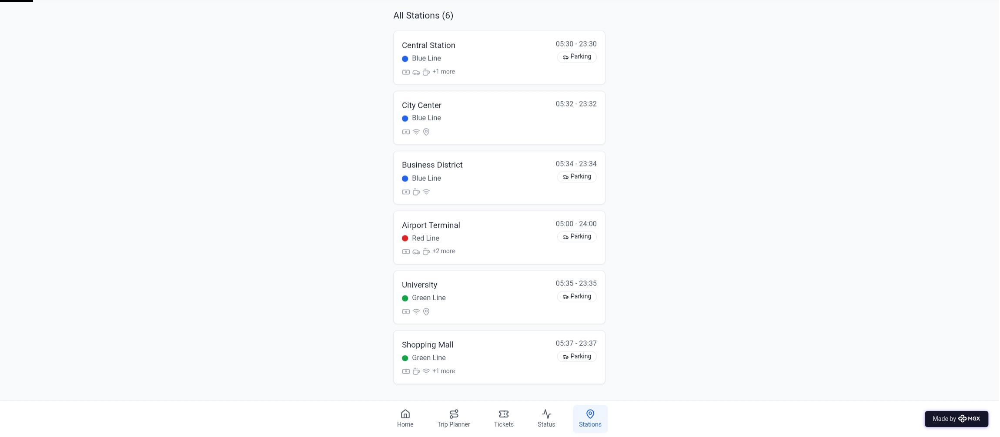 All Stations (6)
Central Station
05:30 - 23:30
Blue Line
Parking
+1 more
City Center
05:32 - 23:32
Blue Line
Business District
05:34 - 23:34
Blue Line
Parking
Airport Terminal
05:00 - 24:00
Red Line
Parking
+2 more
University
05:35 - 23:35
Green Line
Parking
Shopping Mall
05:37 - 23:37
Green Line
Parking
+1 more
Home
Trip Planner
Tickets
Status
Stations
Made by MGX